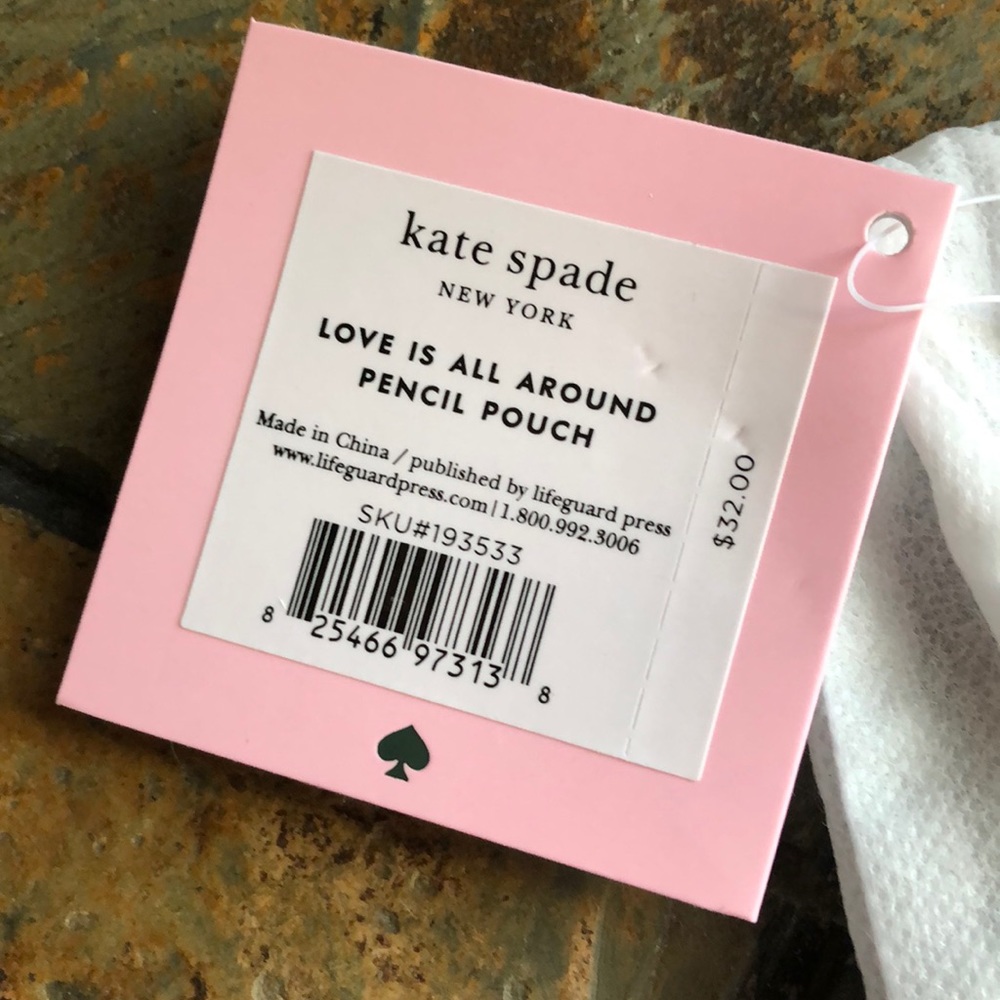 kate spade
NEW YORK
LOVE IS ALL AROUND
PENCIL POUCH
Made in China / published by lifeguard press
www.lifeguardpress.com | 1.800.992.3006
SKU#193533
8 25466 97313 8
$32.00